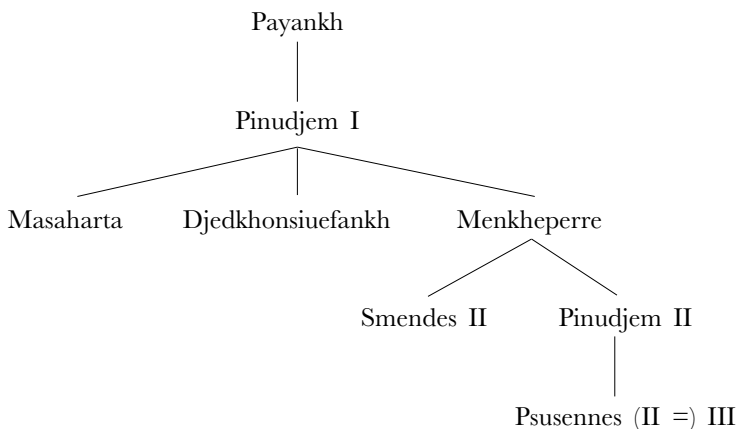 Payankh
Pinudjem I
Masaharta Djedkhonsiuefankh Menkheperre
Smendes II Pinudjem II
Psusennes (II =) III